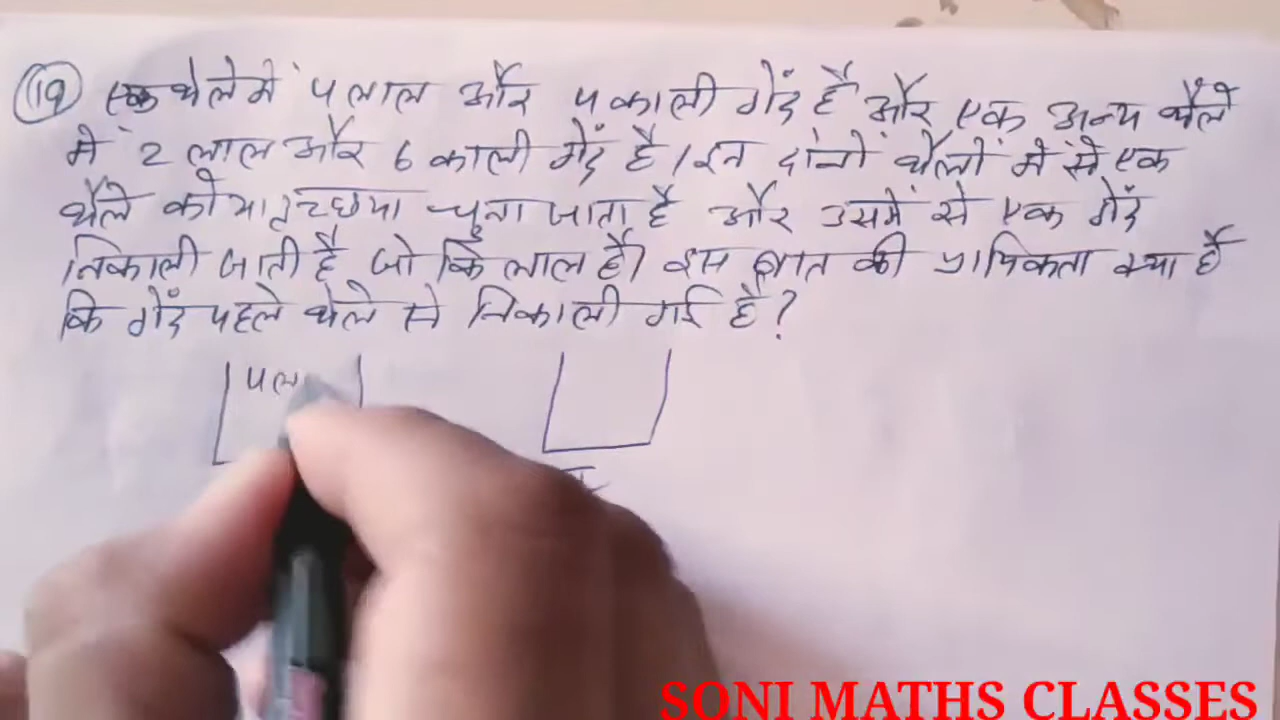 19 एक थैले में 4 लाल और 4 काली गेंदें हैं और एक अन्य थैले
में 2 लाल और 6 काली गेंदें हैं। इन दोनों थैलों में से एक
थैले को यादृच्छया चुना जाता है और उसमें से एक गेंद
निकाली जाती है जो कि लाल है। इस बात की प्रायिकता क्या है
कि गेंद पहले थैले से निकाली गई है?
4 ल
SONI MATHS CLASSES